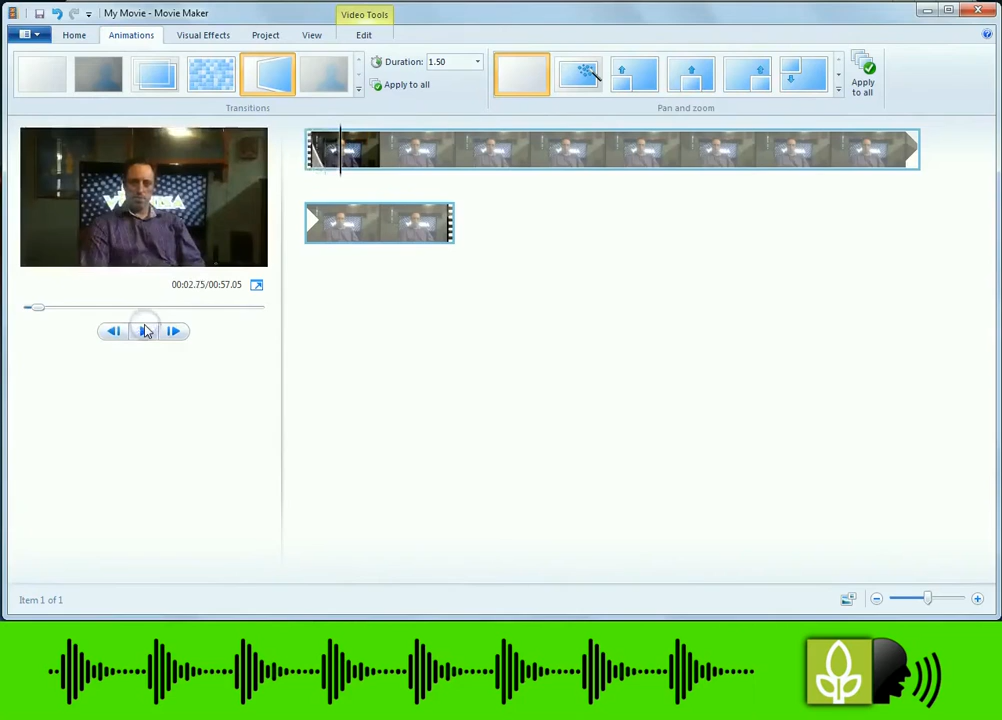 My Movie - Movie Maker
Video Tools
Home Animations Visual Effects Project View Edit
Duration: 1.50
Apply to all
Transitions
Apply
to all
Pan and zoom
00:02.75/00:57.05
Item 1 of 1